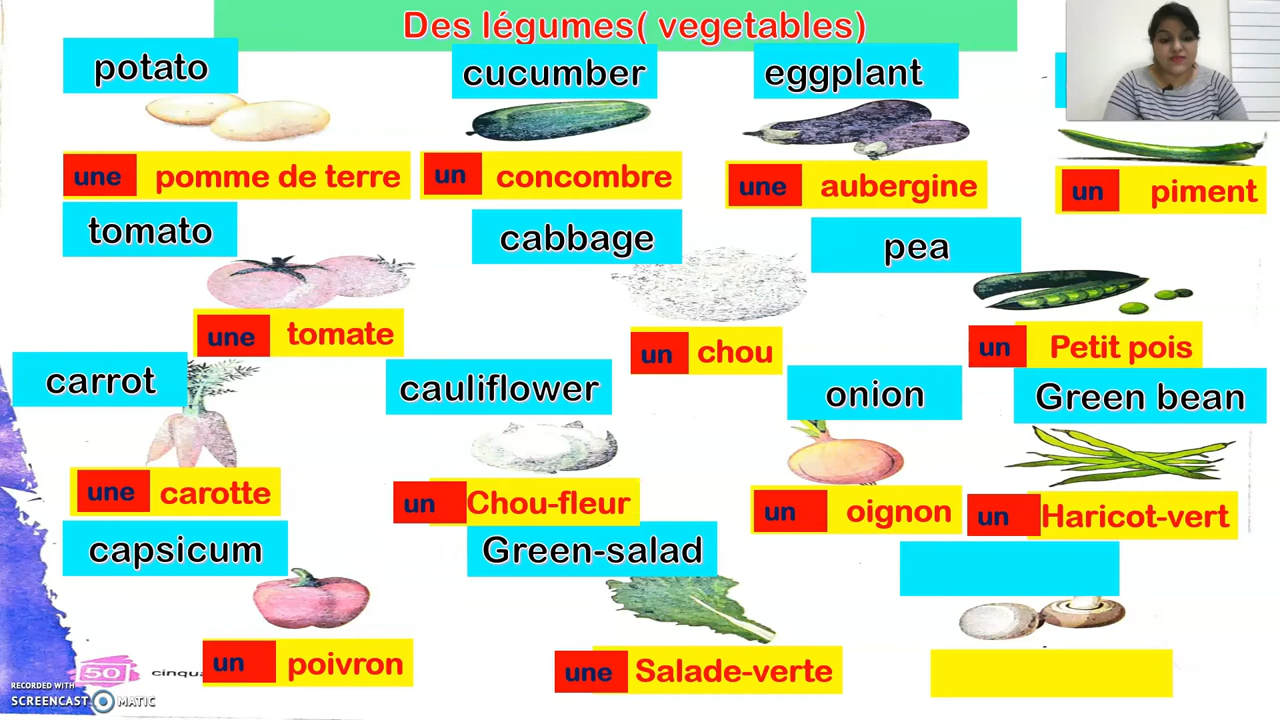 Des légumes( vegetables)
potato
cucumber
eggplant
une pomme de terre
un concombre
une aubergine
un piment
tomato
cabbage
pea
une tomate
un chou
un Petit pois
carrot
cauliflower
onion
Green bean
une carotte
un Chou-fleur
un oignon
un Haricot-vert
capsicum
Green-salad
un poivron
une Salade-verte
50 cinqua
RECORDED WITH
SCREENCAST MATIC